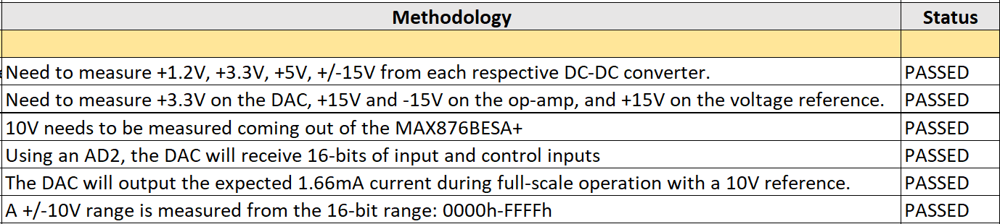 Methodology Status
Need to measure +1.2V, +3.3V, +5V, +/-15V from each respective DC-DC converter. PASSED
Need to measure +3.3V on the DAC, +15V and -15V on the op-amp, and +15V on the voltage reference. PASSED
10V needs to be measured coming out of the MAX876BESA+ PASSED
Using an AD2, the DAC will receive 16-bits of input and control inputs PASSED
The DAC will output the expected 1.66mA current during full-scale operation with a 10V reference. PASSED
A +/-10V range is measured from the 16-bit range: 0000h-FFFFh PASSED